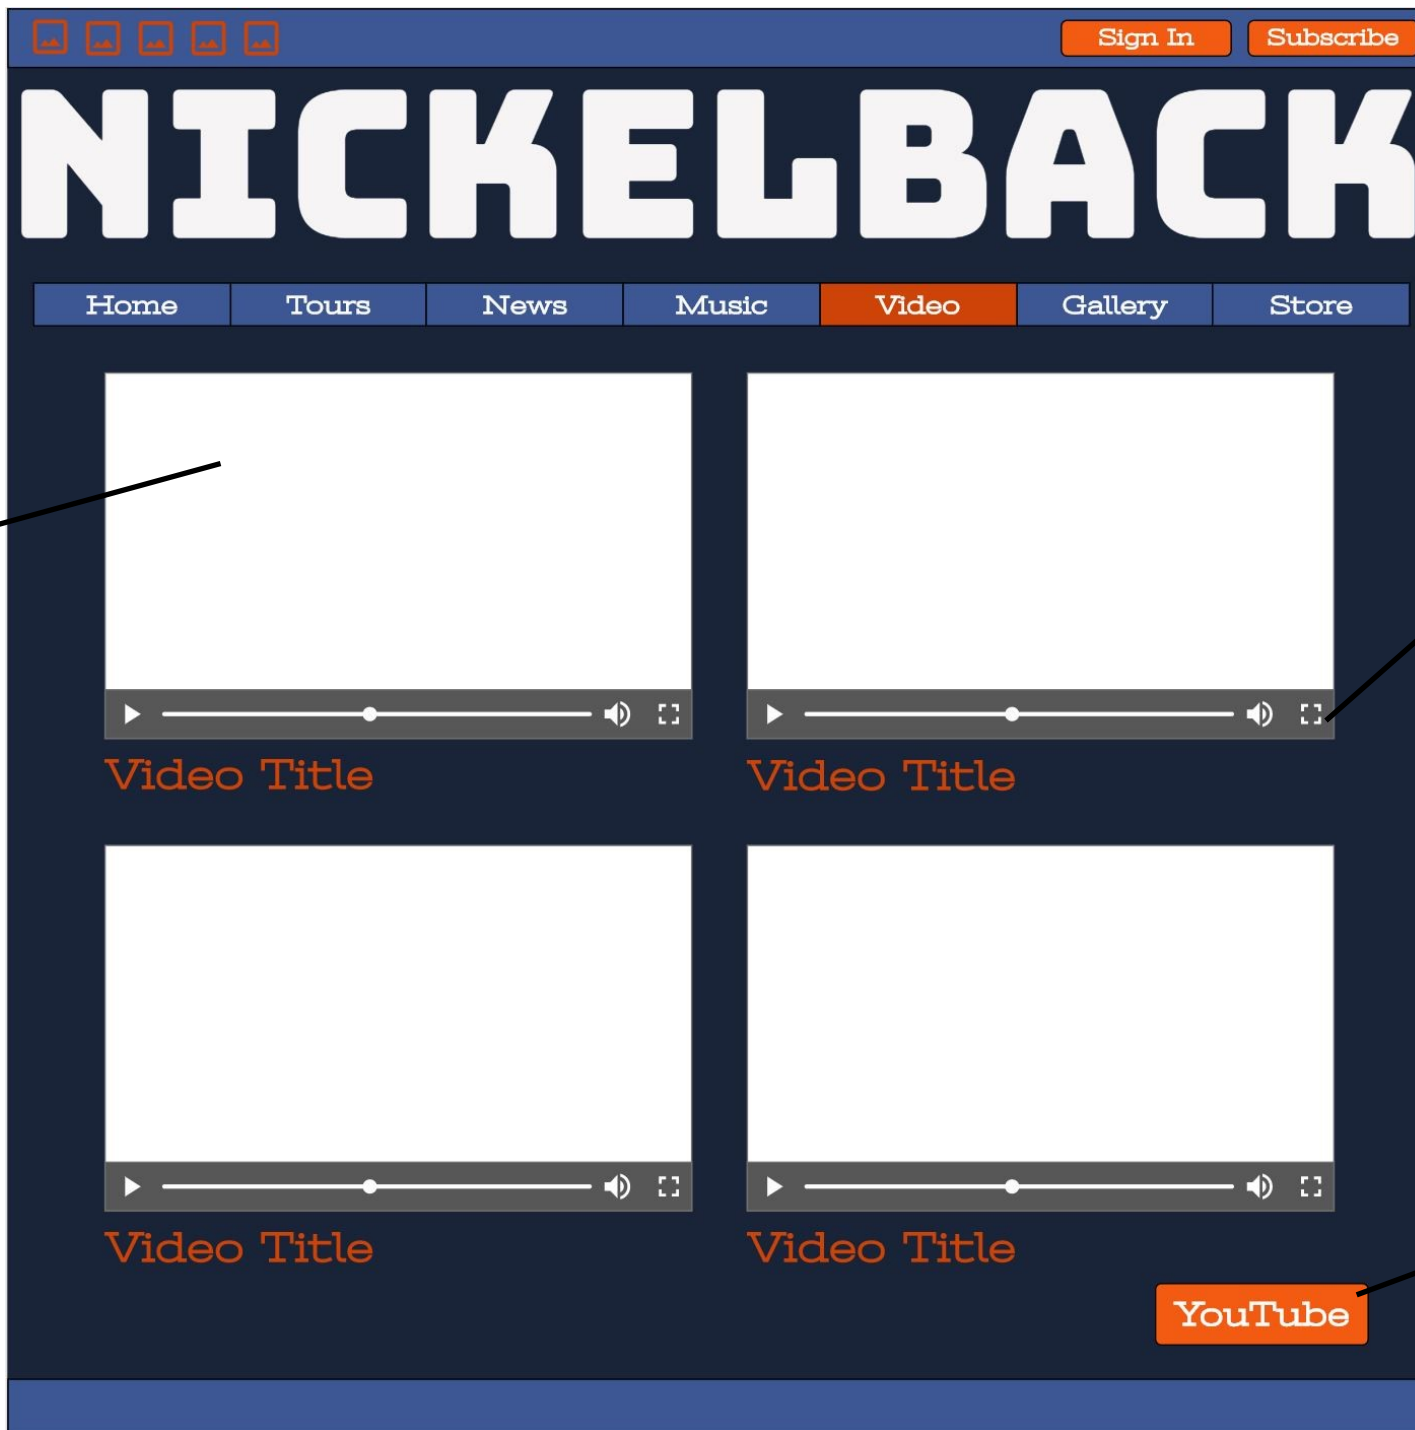 Sign In Subscribe
NICKELBACK
Home Tours News Music Video Gallery Store
Video Title Video Title
Video Title Video Title
YouTube